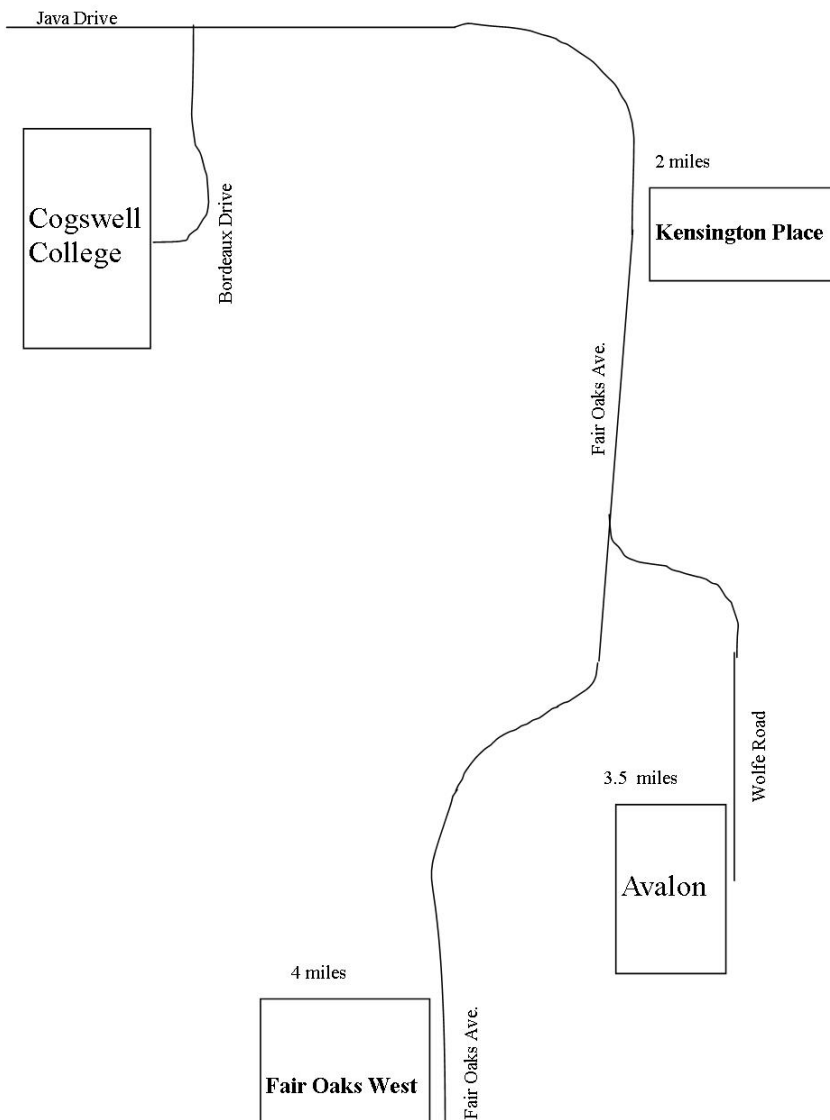 Java Drive
2 miles
Cogswell
College
Bordeaux Drive
Kensington Place
Fair Oaks Ave.
Wolfe Road
3.5 miles
Avalon
4 miles
Fair Oaks West
Fair Oaks Ave.